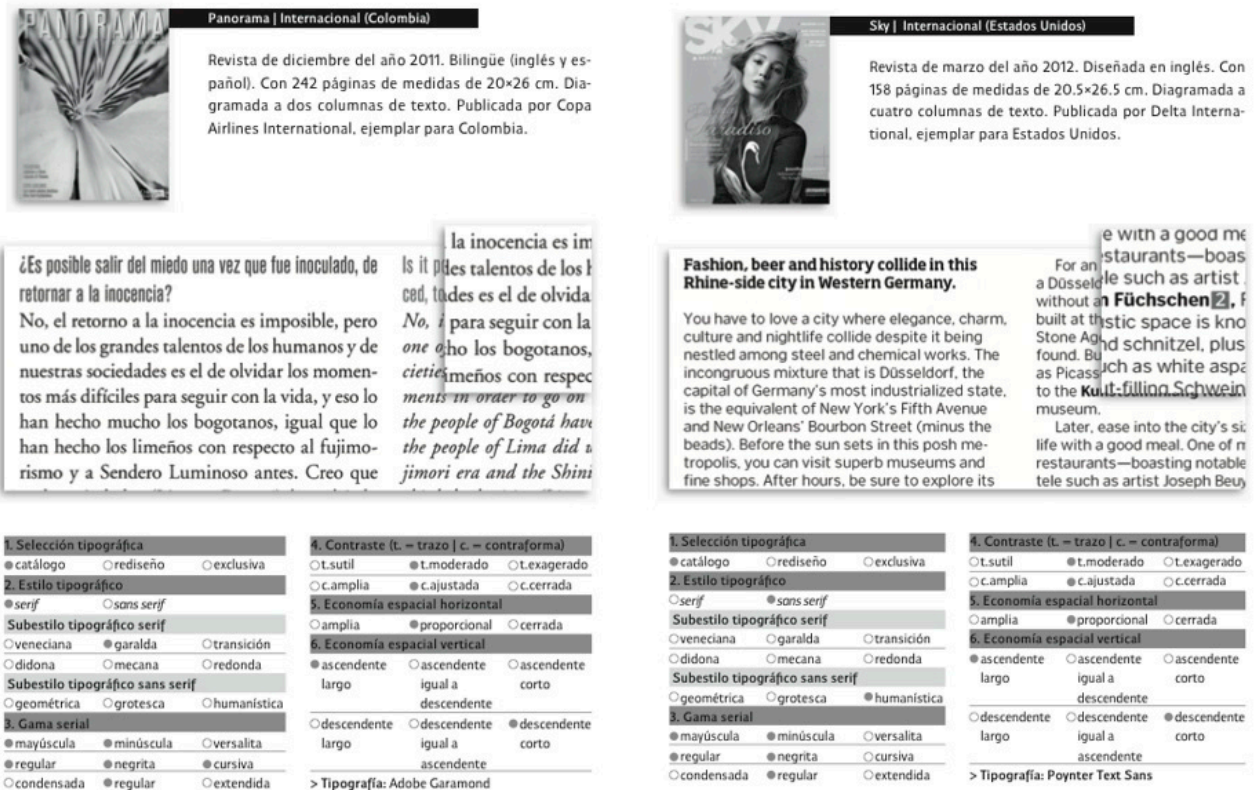 PANORAMA
Panorama | Internacional (Colombia)
Revista de diciembre del año 2011. Bilingüe (inglés y es-
pañol). Con 242 páginas de medidas de 20×26 cm. Dia-
gramada a dos columnas de texto. Publicada por Copa
Airlines International, ejemplar para Colombia.
¿Es posible salir del miedo una vez que fue inoculado, de
retornar a la inocencia?
No, el retorno a la inocencia es imposible, pero
uno de los grandes talentos de los humanos y de
nuestras sociedades es el de olvidar los momen-
tos más difíciles para seguir con la vida, y eso lo
han hecho mucho los bogotanos, igual que lo
han hecho los limeños con respecto al fujimo-
rismo y a Sendero Luminoso antes. Creo que
Is it p
ced, to
No, i
one o
cietie
ments in order to go on
the people of Bogotá have
the people of Lima did
jimori era and the Shini
la inocencia es im
des talentos de los h
des es el de olvida
para seguir con la
ho los bogotanos,
imeños con respec
1. Selección tipográfica
catálogo rediseño exclusiva
2. Estilo tipográfico
serif sans serif
Subestilo tipográfico serif
veneciana garalda transición
didona mecana redonda
Subestilo tipográfico sans serif
geométrica grotesca humanística
3. Gama serial
mayúscula minúscula versalita
regular negrita cursiva
condensada regular extendida
4. Contraste (t. = trazo | c. = contraforma)
t.sutil t.moderado t.exagerado
c.amplia c.ajustada c.cerrada
5. Economía espacial horizontal
amplia proporcional cerrada
6. Economía espacial vertical
ascendente ascendente ascendente
largo igual a corto
descendente
descendente descendente descendente
largo igual a corto
ascendente
> Tipografía: Adobe Garamond
SKY
Paradiso
Sky | Internacional (Estados Unidos)
Revista de marzo del año 2012. Diseñada en inglés. Con
158 páginas de medidas de 20.5×26.5 cm. Diagramada a
cuatro columnas de texto. Publicada por Delta Interna-
tional, ejemplar para Estados Unidos.
Fashion, beer and history collide in this
Rhine-side city in Western Germany.
You have to love a city where elegance, charm,
culture and nightlife collide despite it being
nestled among steel and chemical works. The
incongruous mixture that is Düsseldorf, the
capital of Germany's most industrialized state,
is the equivalent of New York's Fifth Avenue
and New Orleans' Bourbon Street (minus the
beads). Before the sun sets in this posh me-
tropolis, you can visit superb museums and
fine shops. After hours, be sure to explore its
For an
a Düsseld
without a
built at th
Stone Ag
found. Bu
as Picass
to the Ku
museum.
Later, ease into the city's si
life with a good meal. One of m
restaurants—boasting notable
tele such as artist Joseph Beuy
e with a good me
staurants—boas
le such as artist
n Füchschen 2, F
istic space is kno
nd schnitzel, plus
uch as white aspa
ut-filling Schwein
1. Selección tipográfica
catálogo rediseño exclusiva
2. Estilo tipográfico
serif sans serif
Subestilo tipográfico serif
veneciana garalda transición
didona mecana redonda
Subestilo tipográfico sans serif
geométrica grotesca humanística
3. Gama serial
mayúscula minúscula versalita
regular negrita cursiva
condensada regular extendida
4. Contraste (t. = trazo | c. = contraforma)
t.sutil t.moderado t.exagerado
c.amplia c.ajustada c.cerrada
5. Economía espacial horizontal
amplia proporcional cerrada
6. Economía espacial vertical
ascendente ascendente ascendente
largo igual a corto
descendente
descendente descendente descendente
largo igual a corto
ascendente
> Tipografía: Poynter Text Sans